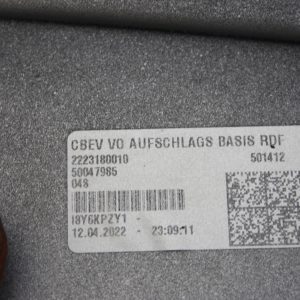 CBEV VO AUFSCHLAGS BASIS RDF
2223180010 501412
50047985
048
I8Y6KPZY1 -
12.04.2022 - 23:09:11